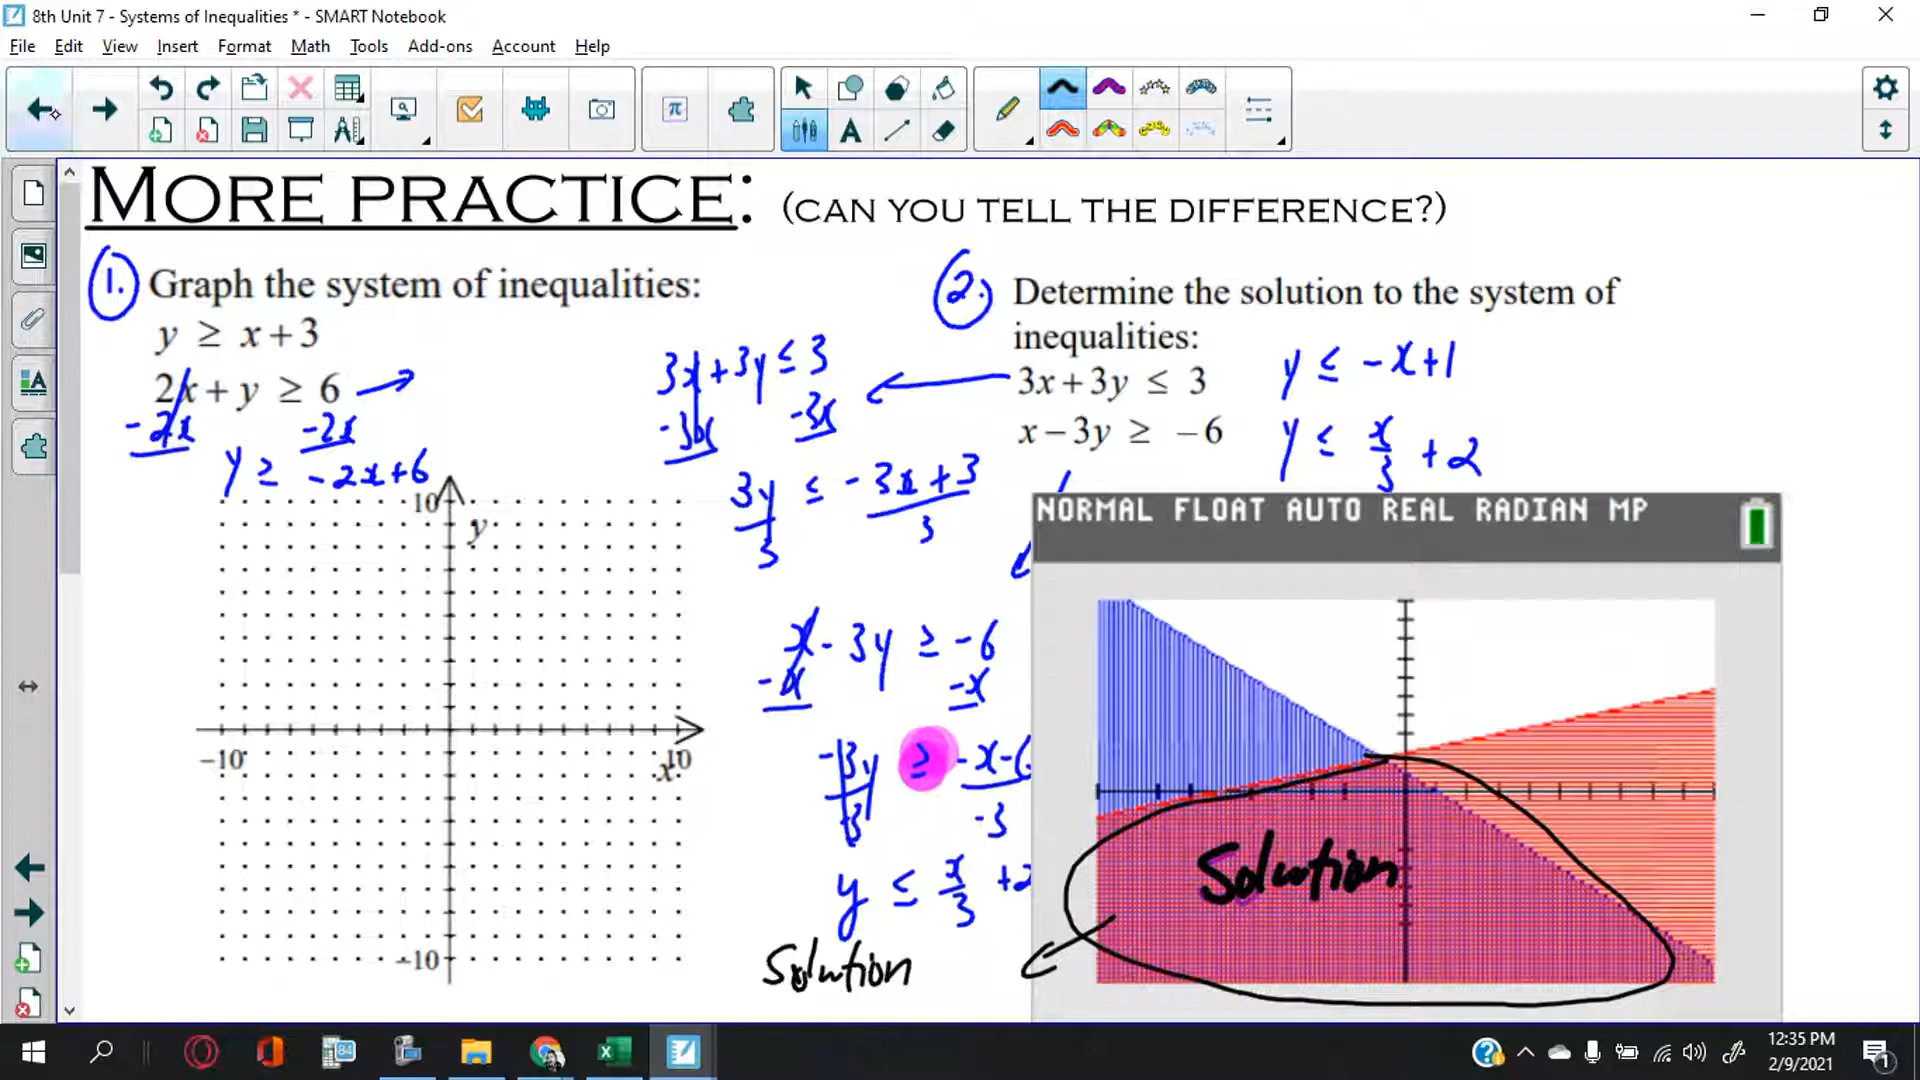 8th Unit 7 - Systems of Inequalities * - SMART Notebook
File Edit View Insert Format Math Tools Add-ons Account Help
MORE PRACTICE: (CAN YOU TELL THE DIFFERENCE?)
1. Graph the system of inequalities:
y ≥ x + 3
2x + y ≥ 6
-2x -2x
y ≥ -2x+6
10
y
-10
10
x
-10
3x+3y ≤ 3
-3x -3x
3y ≤ -3x+3
3 3
x - 3y ≥ -6
-x -x
-3y ≥ -x-6
-3 -3
y ≤ x/3 +2
Solution
2. Determine the solution to the system of
inequalities:
3x + 3y ≤ 3
x − 3y ≥ −6
y ≤ -x+1
y ≤ x/3 +2
NORMAL FLOAT AUTO REAL RADIAN MP
Solution
12:35 PM
2/9/2021